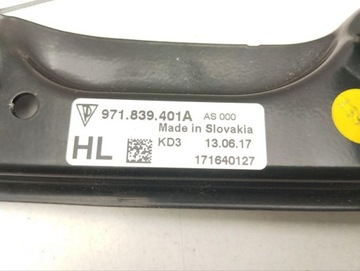 971.839.401A AS 000
Made in Slovakia
HL KD3 13.06.17
171640127